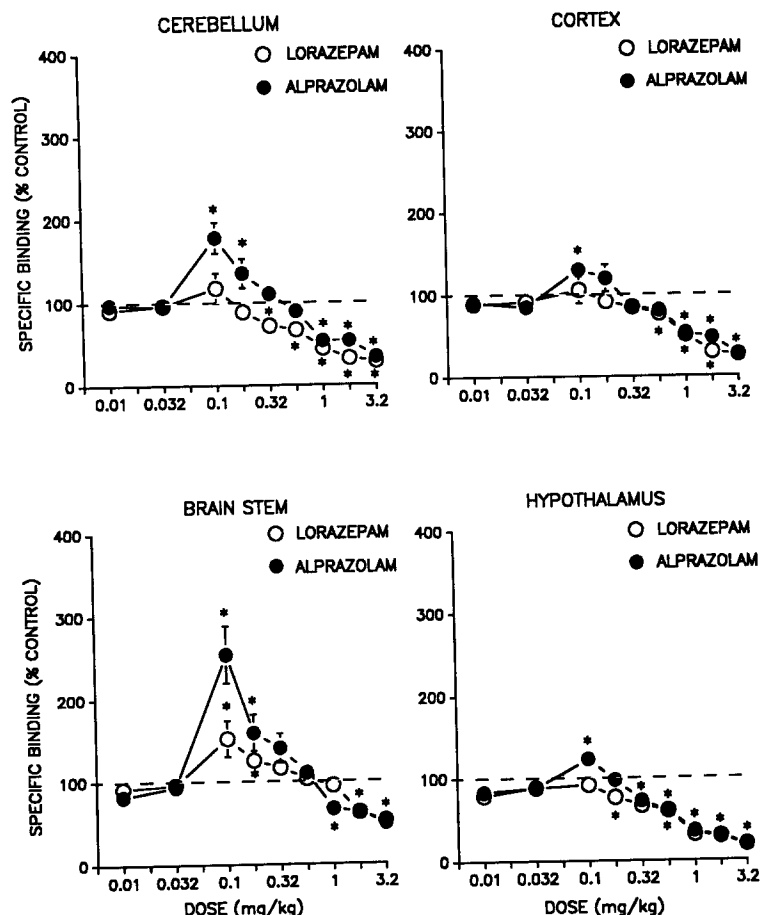 CEREBELLUM
LORAZEPAM
ALPRAZOLAM
SPECIFIC BINDING (% CONTROL)
400
300
200
100
0
0.01 0.032 0.1 0.32 1 3.2
* * * * * * * *
CORTEX
LORAZEPAM
ALPRAZOLAM
400
300
200
100
0
0.01 0.032 0.1 0.32 1 3.2
* * * * * * *
BRAIN STEM
LORAZEPAM
ALPRAZOLAM
SPECIFIC BINDING (% CONTROL)
400
300
200
100
0
0.01 0.032 0.1 0.32 1 3.2
DOSE (mg/kg)
* * * * * * *
HYPOTHALAMUS
LORAZEPAM
ALPRAZOLAM
400
300
200
100
0
0.01 0.032 0.1 0.32 1 3.2
DOSE (mg/kg)
* * * * * * * *